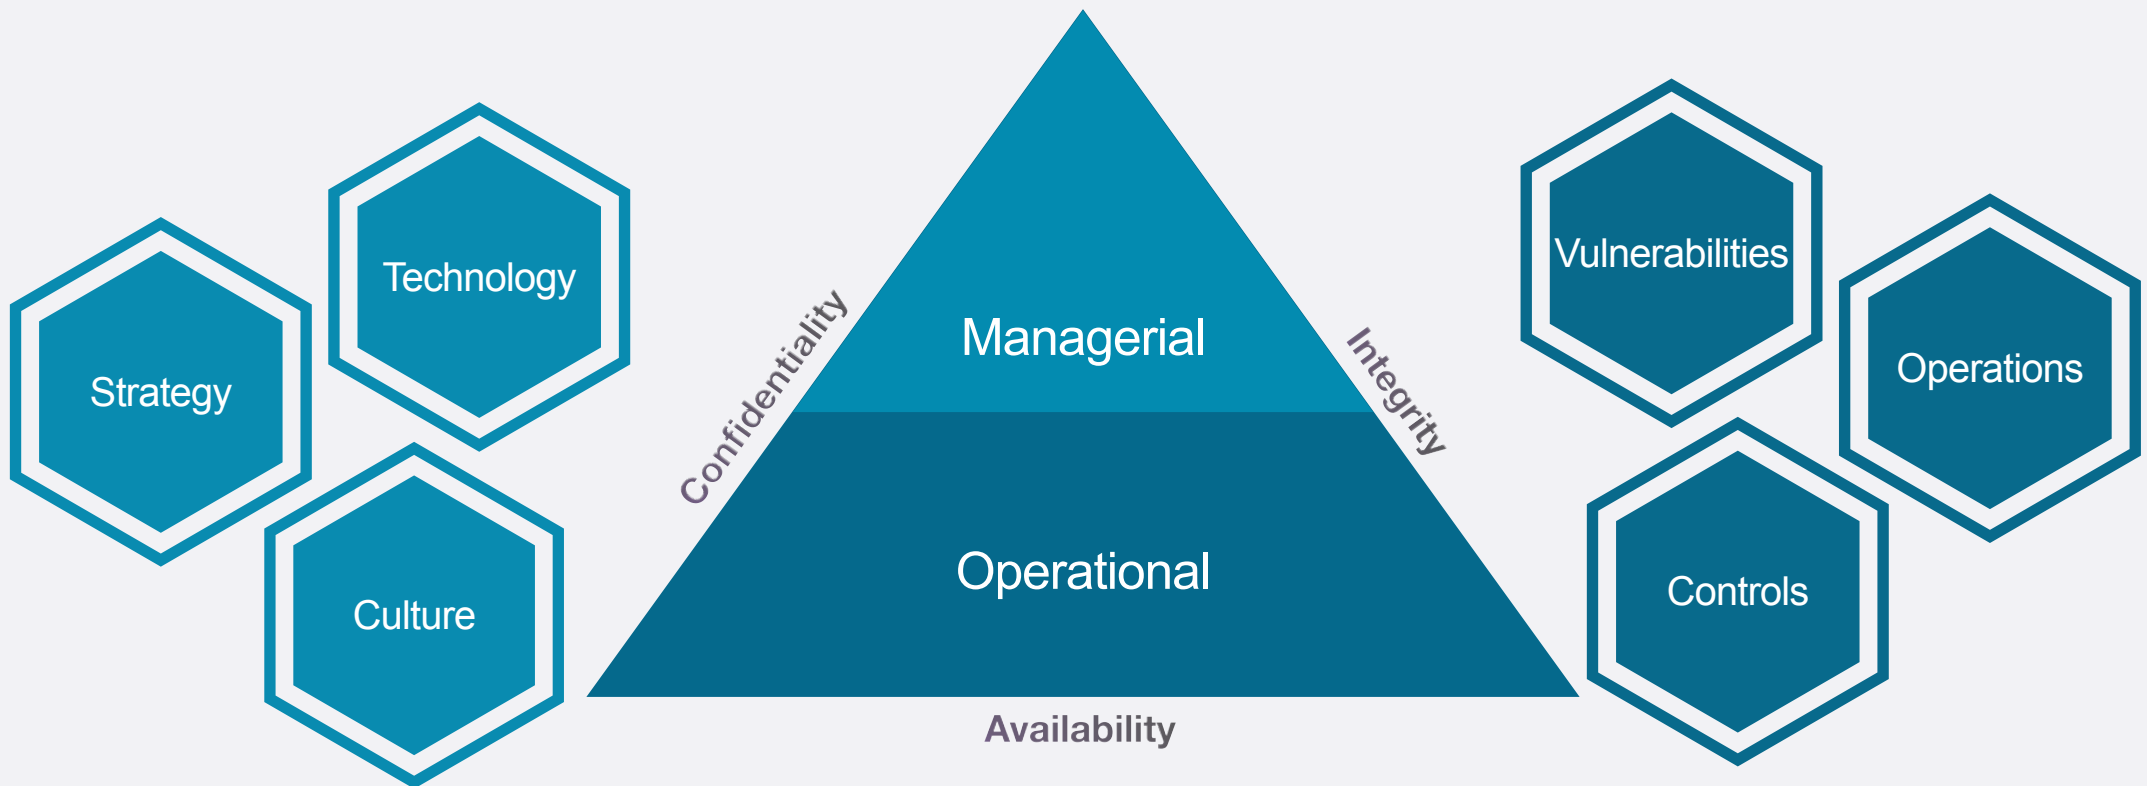 Technology
Strategy
Culture
Confidentiality
Managerial
Operational
Integrity
Availability
Vulnerabilities
Operations
Controls